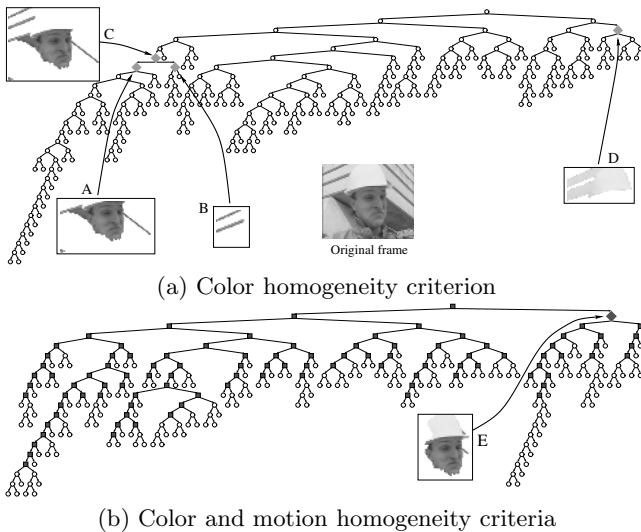 C
A
B
D
Original frame
(a) Color homogeneity criterion
E
(b) Color and motion homogeneity criteria